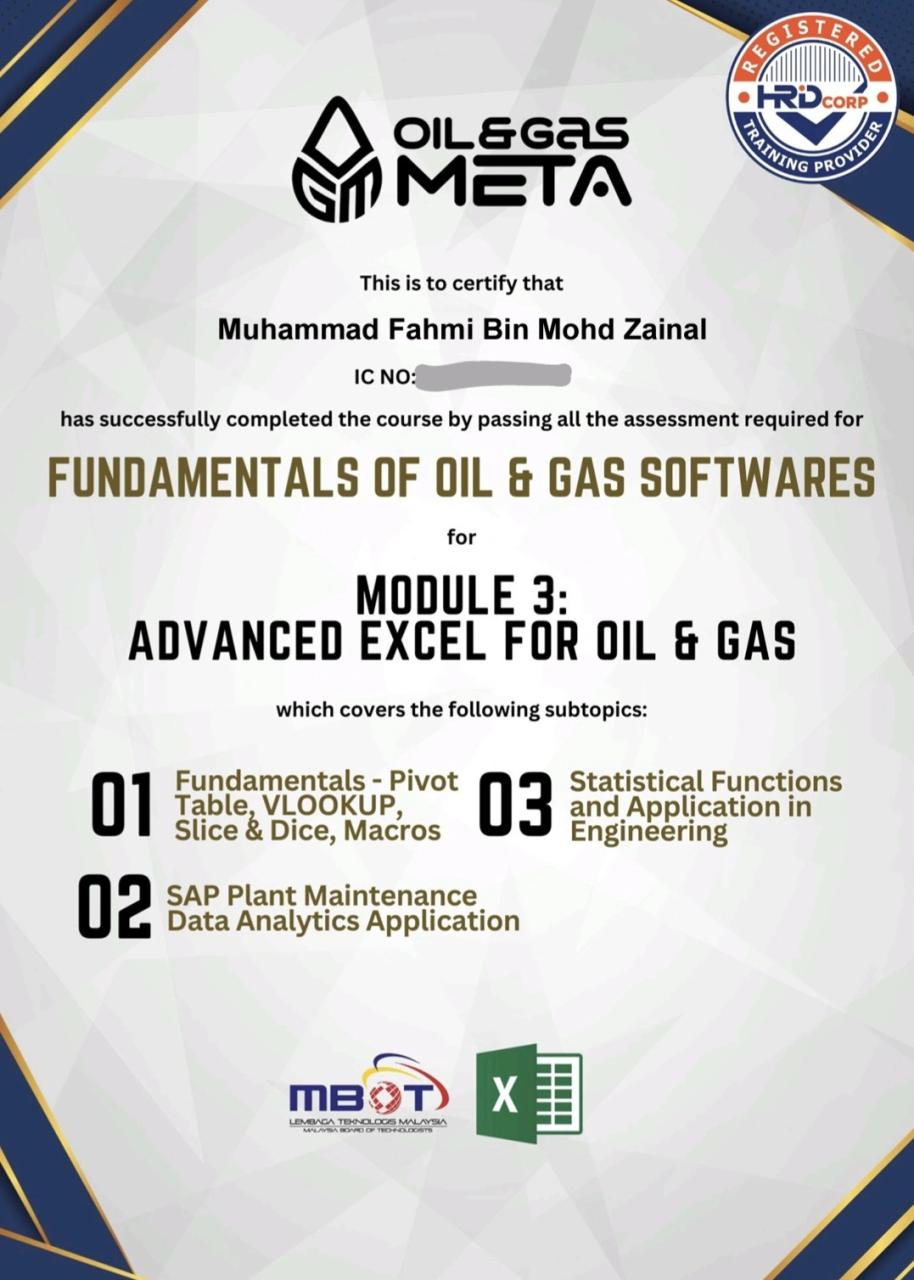 REGISTERED
HRD CORP
TRAINING PROVIDER
OIL&GAS
META
GM
This is to certify that
Muhammad Fahmi Bin Mohd Zainal
IC NO:
has successfully completed the course by passing all the assessment required for
FUNDAMENTALS OF OIL & GAS SOFTWARES
for
MODULE 3:
ADVANCED EXCEL FOR OIL & GAS
which covers the following subtopics:
01
Fundamentals - Pivot
Table, VLOOKUP,
Slice & Dice, Macros
03
Statistical Functions
and Application in
Engineering
02
SAP Plant Maintenance
Data Analytics Application
MBOT
LEMBAGA TEKNOLOGIS MALAYSIA
MALAYSIA BOARD OF TECHNOLOGISTS
X